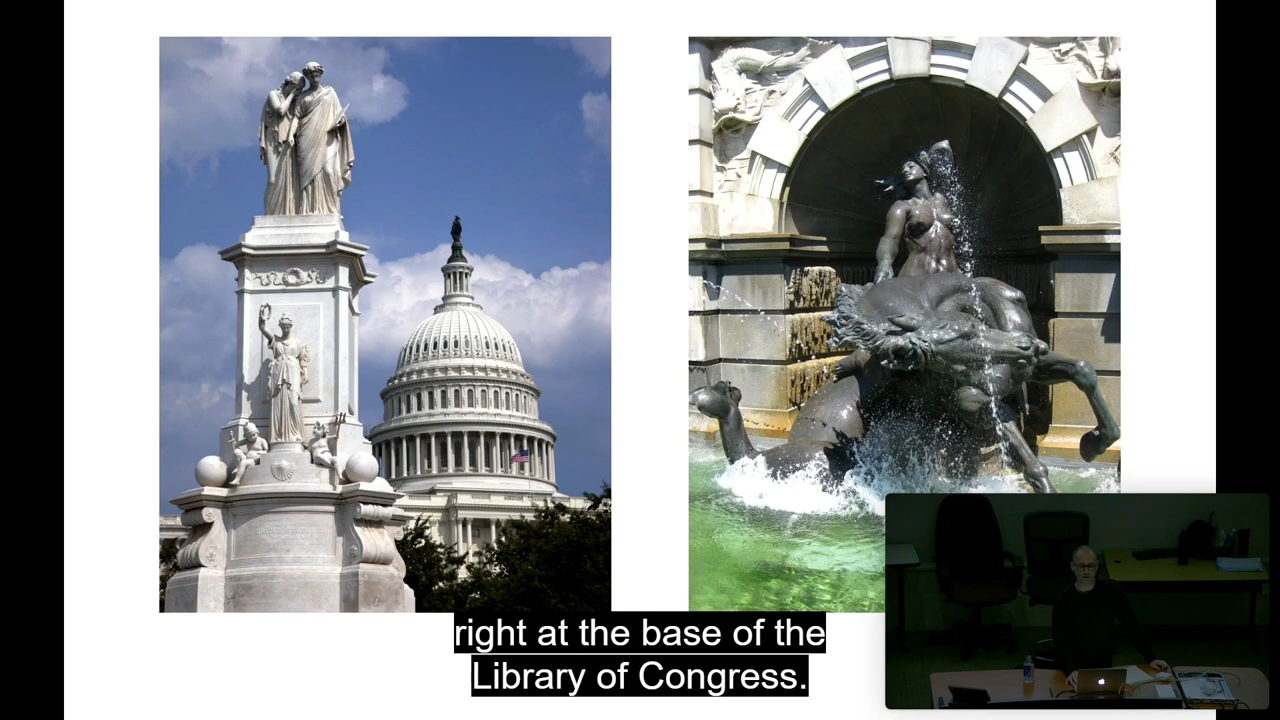 right at the base of the
Library of Congress.